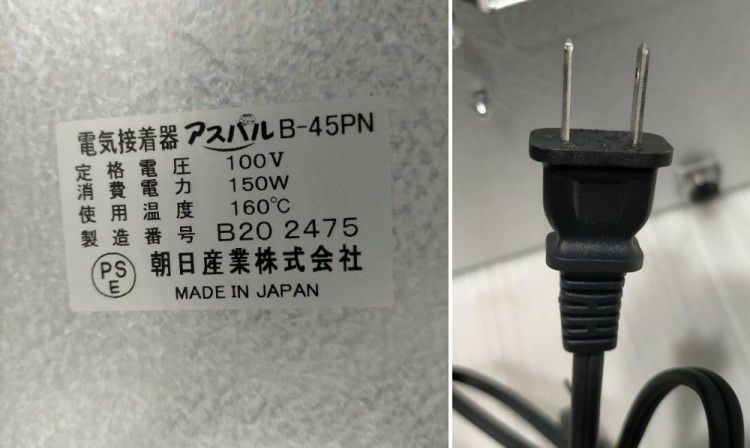 電気接着器 アスパル B-45PN
定格電圧 100V
消費電力 150W
使用温度 160℃
製造番号 B20 2475
PS
E
朝日産業株式会社
MADE IN JAPAN